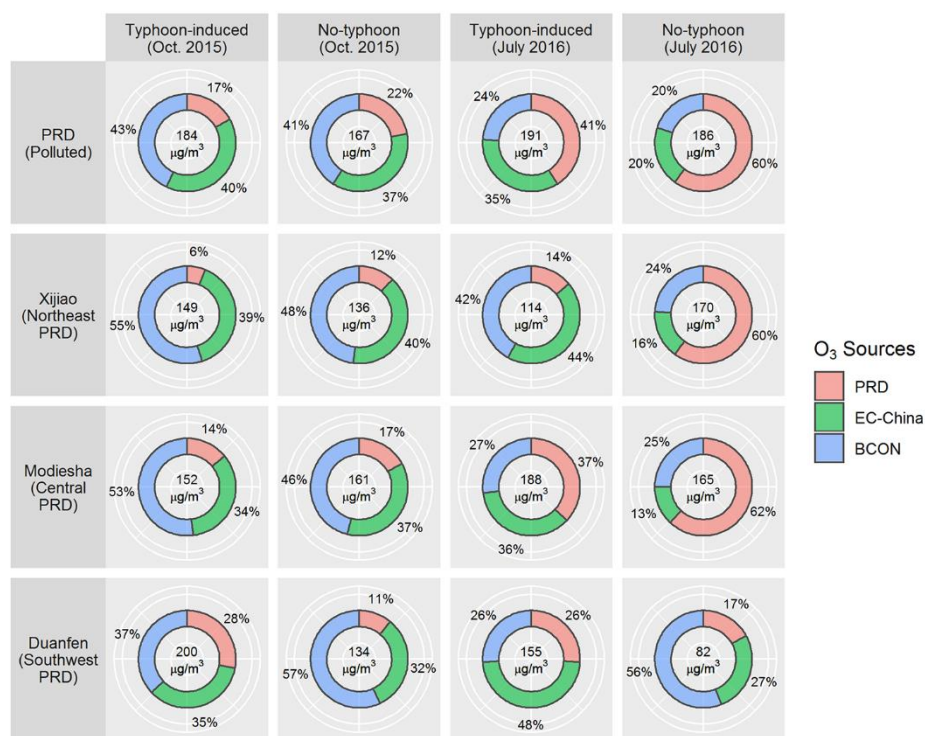 Typhoon-induced
(Oct. 2015)
No-typhoon
(Oct. 2015)
Typhoon-induced
(July 2016)
No-typhoon
(July 2016)
PRD
(Polluted)
17%
43%
184
μg/m³
40%
22%
41%
167
μg/m³
37%
24%
191
μg/m³
41%
35%
20%
186
μg/m³
20%
60%
Xijiao
(Northeast
PRD)
6%
149
μg/m³
55%
39%
12%
48%
136
μg/m³
40%
14%
42%
114
μg/m³
44%
24%
170
μg/m³
16%
60%
Modiesha
(Central
PRD)
14%
152
μg/m³
53%
34%
17%
46%
161
μg/m³
37%
27%
188
μg/m³
37%
36%
25%
165
μg/m³
13%
62%
Duanfen
(Southwest
PRD)
37%
28%
200
μg/m³
35%
11%
134
μg/m³
57%
32%
26%
26%
155
μg/m³
48%
17%
82
μg/m³
56%
27%
O₃ Sources
PRD
EC-China
BCON